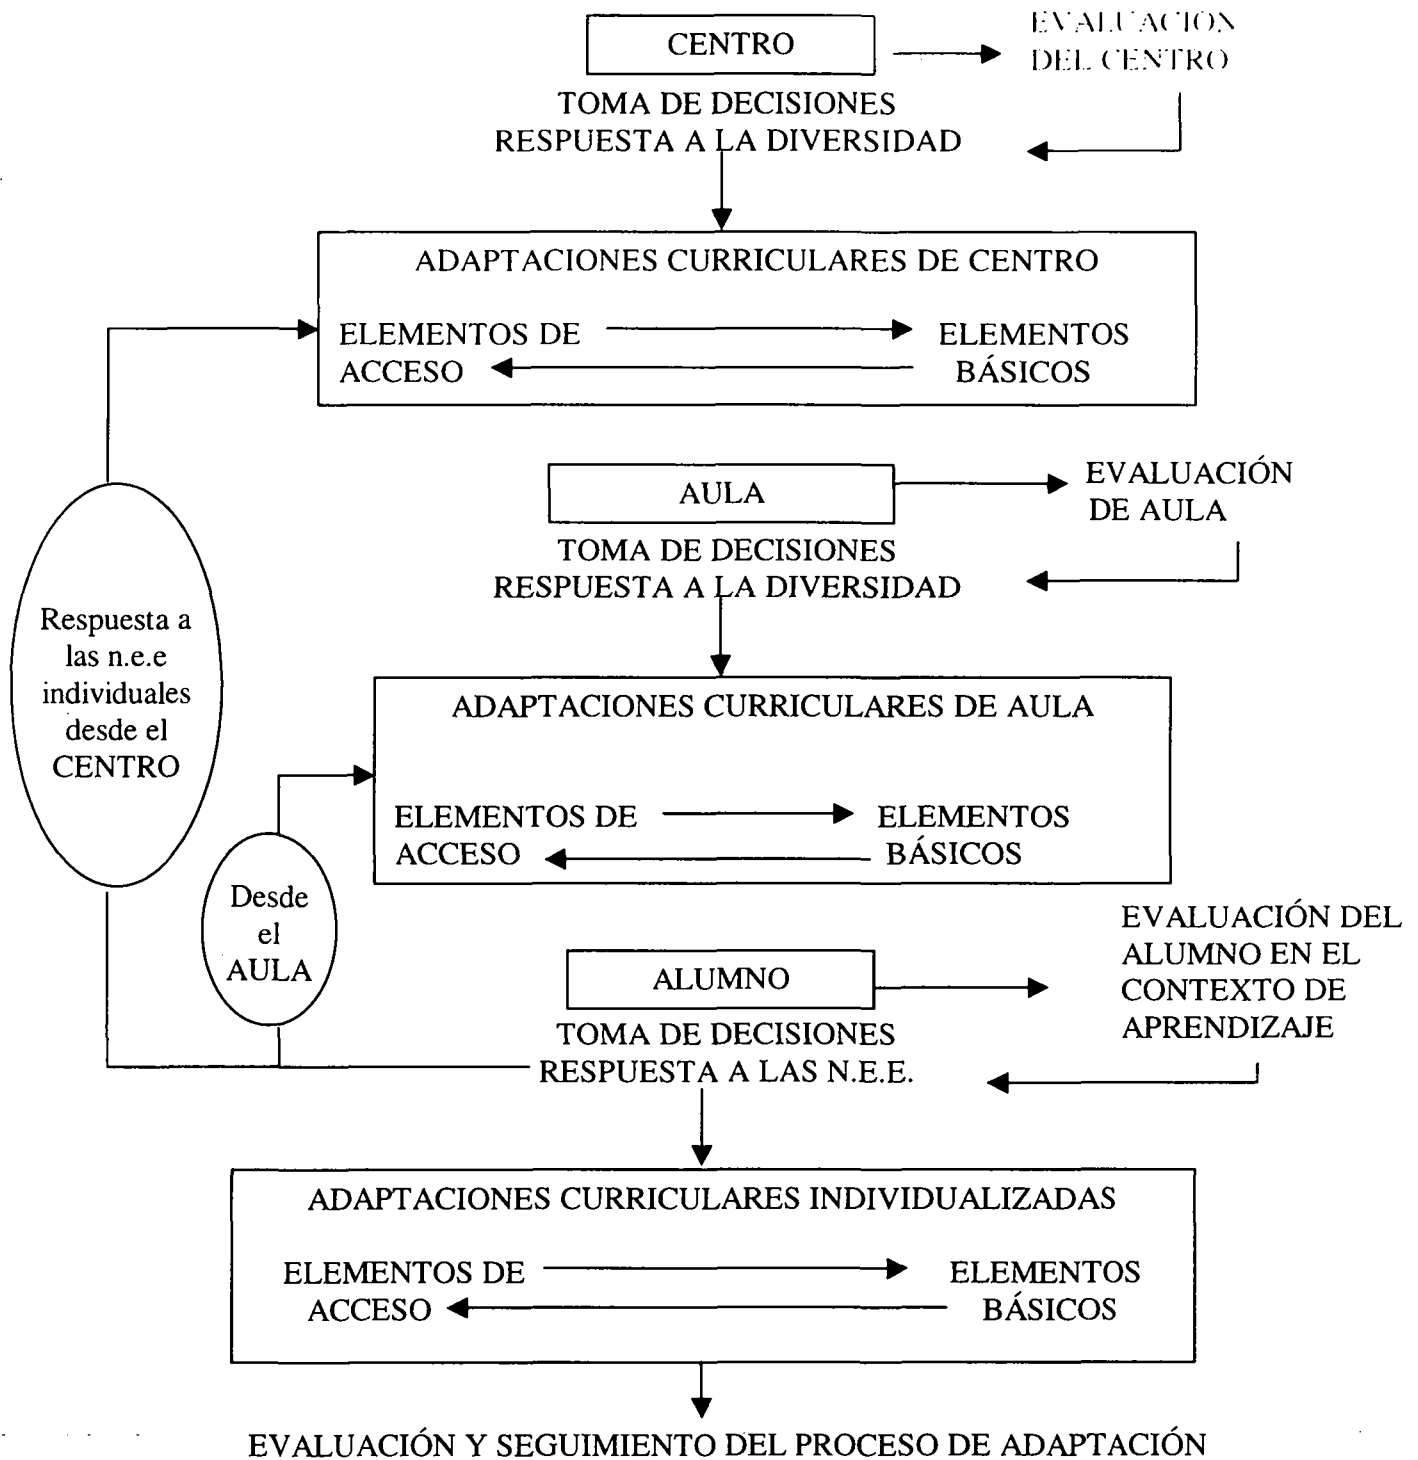 CENTRO
EVALUACIÓN
DEL CENTRO
TOMA DE DECISIONES
RESPUESTA A LA DIVERSIDAD
ADAPTACIONES CURRICULARES DE CENTRO
ELEMENTOS DE
ACCESO
ELEMENTOS
BÁSICOS
AULA
EVALUACIÓN
DE AULA
TOMA DE DECISIONES
RESPUESTA A LA DIVERSIDAD
Respuesta a
las n.e.e
individuales
desde el
CENTRO
ADAPTACIONES CURRICULARES DE AULA
ELEMENTOS DE
ACCESO
ELEMENTOS
BÁSICOS
Desde
el
AULA
ALUMNO
EVALUACIÓN DEL
ALUMNO EN EL
CONTEXTO DE
APRENDIZAJE
TOMA DE DECISIONES
RESPUESTA A LAS N.E.E.
ADAPTACIONES CURRICULARES INDIVIDUALIZADAS
ELEMENTOS DE
ACCESO
ELEMENTOS
BÁSICOS
EVALUACIÓN Y SEGUIMIENTO DEL PROCESO DE ADAPTACIÓN